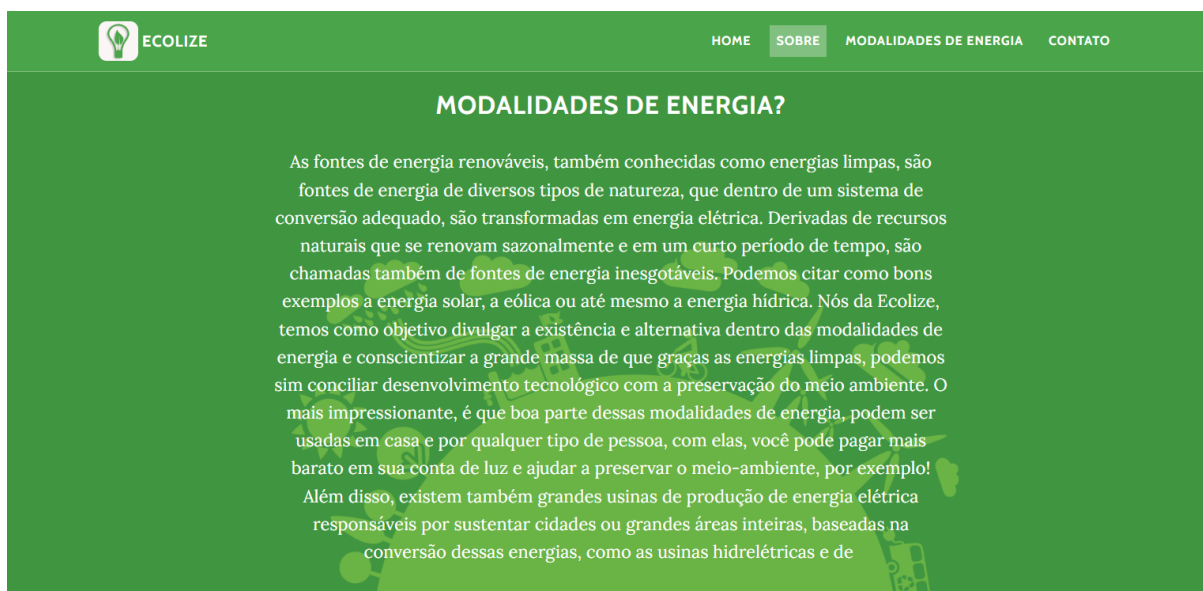 ECOLIZE
HOME SOBRE MODALIDADES DE ENERGIA CONTATO
MODALIDADES DE ENERGIA?
As fontes de energia renováveis, também conhecidas como energias limpas, são
fontes de energia de diversos tipos de natureza, que dentro de um sistema de
conversão adequado, são transformadas em energia elétrica. Derivadas de recursos
naturais que se renovam sazonalmente e em um curto período de tempo, são
chamadas também de fontes de energia inesgotáveis. Podemos citar como bons
exemplos a energia solar, a eólica ou até mesmo a energia hídrica. Nós da Ecolize,
temos como objetivo divulgar a existência e alternativa dentro das modalidades de
energia e conscientizar a grande massa de que graças as energias limpas, podemos
sim conciliar desenvolvimento tecnológico com a preservação do meio ambiente. O
mais impressionante, é que boa parte dessas modalidades de energia, podem ser
usadas em casa e por qualquer tipo de pessoa, com elas, você pode pagar mais
barato em sua conta de luz e ajudar a preservar o meio-ambiente, por exemplo!
Além disso, existem também grandes usinas de produção de energia elétrica
responsáveis por sustentar cidades ou grandes áreas inteiras, baseadas na
conversão dessas energias, como as usinas hidrelétricas e de